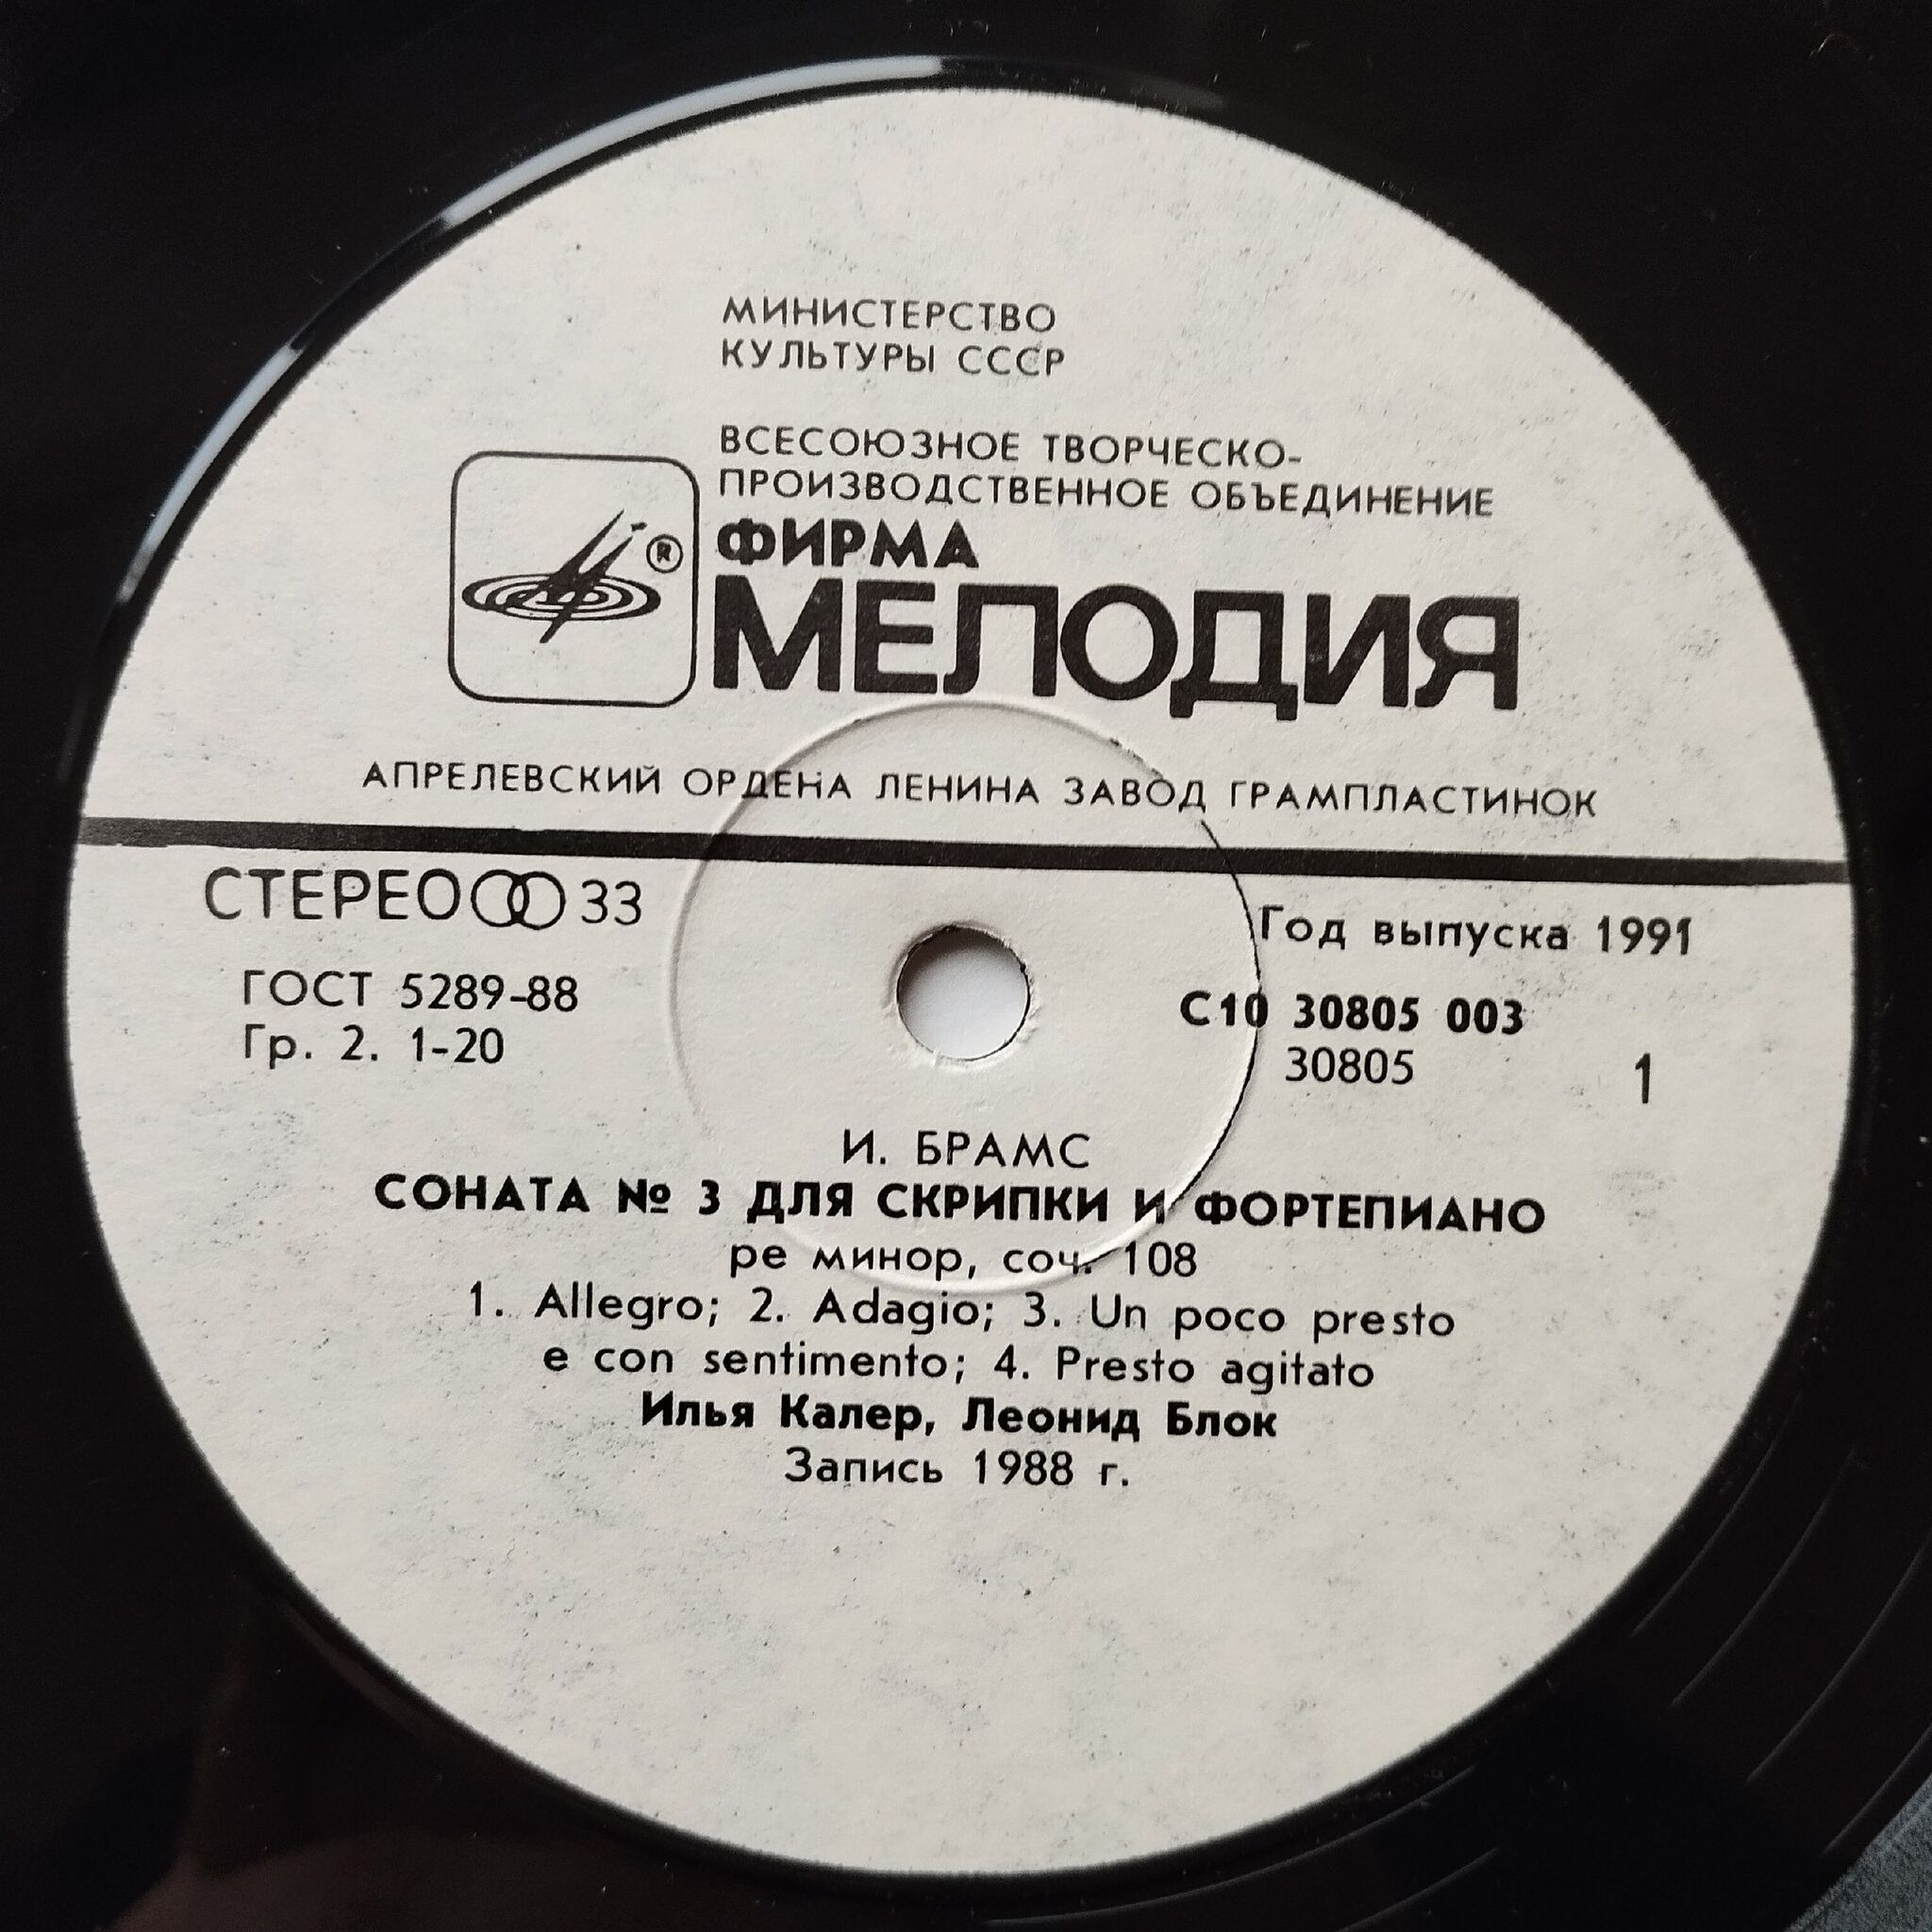 МИНИСТЕРСТВО
КУЛЬТУРЫ СССР
ВСЕСОЮЗНОЕ ТВОРЧЕСКО-
ПРОИЗВОДСТВЕННОЕ ОБЪЕДИНЕНИЕ
®
ФИРМА
МЕЛОДИЯ
АПРЕЛЕВСКИЙ ОРДЕНА ЛЕНИНА ЗАВОД ГРАМПЛАСТИНОК
СТЕРЕО 33
Год выпуска 1991
ГОСТ 5289-88
Гр. 2. 1-20
С10 30805 003
30805
1
И. БРАМС
СОНАТА № 3 ДЛЯ СКРИПКИ И ФОРТЕПИАНО
ре минор, соч. 108
1. Allegro; 2. Adagio; 3. Un poco presto
e con sentimento; 4. Presto agitato
Илья Калер, Леонид Блок
Запись 1988 г.